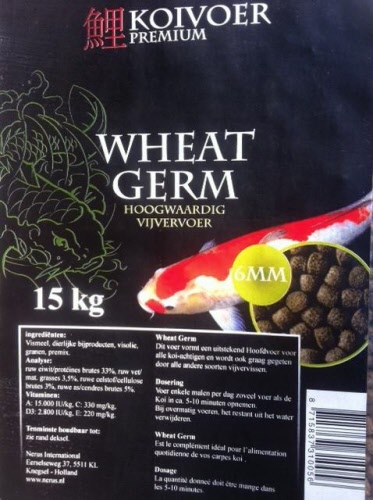 鯉 KOIVOER
PREMIUM
WHEAT
GERM
HOOGWAARDIG
VIJVERVOER
6MM
15 kg
ingrediënten:
Vismeel, dierlijke bijproducten, visolie,
granen, premix.
Analyse:
ruw eiwit/protéines brutes 33%, ruw vet/
mat. grasses 3,5%, ruwe celstof/cellulose
brutes 3%, ruwe as/cendres brutes 5%.
Vitaminen:
A: 15.000 IU/kg, C: 330 mg/kg,
D3: 2.800 IU/kg, E: 220 mg/kg.
Tenminste houdbaar tot:
zie rand deksel.
Nerus International
Eerselseweg 37, 5511 KL
Knegsel - Holland
www.nerus.nl
Wheat Germ
Dit voer vormt een uitstekend Hoofdvoer voor
alle koi-achtigen en wordt ook graag gegeten
door alle andere soorten vijvervissen.
Dosering
Voer enkele malen per dag zoveel voer als de
Koi in ca. 5-10 minuten opnemen.
Bij overmatig voeren, het restant uit het water
verwijderen.
Wheat Germ
Est le complément idéal pour l'alimentation
quotidienne de vos carpes koi .
Dosage
La quantité donnée doit être mangé dans
les 5-10 minutes.